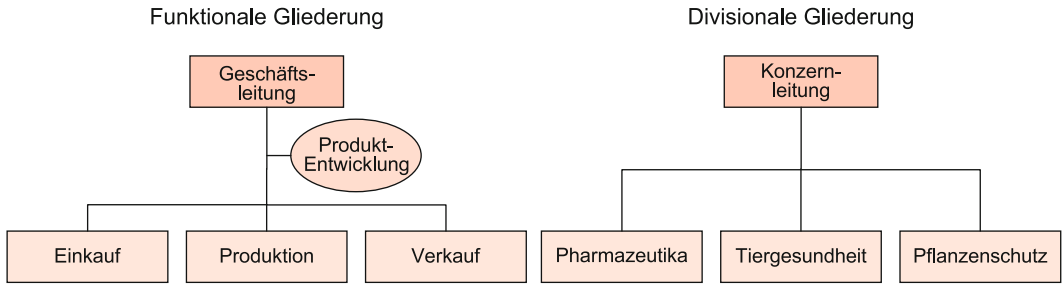 Funktionale Gliederung
Geschäfts-
leitung
Produkt-
Entwicklung
Einkauf
Produktion
Verkauf
Divisionale Gliederung
Konzern-
leitung
Pharmazeutika
Tiergesundheit
Pflanzenschutz